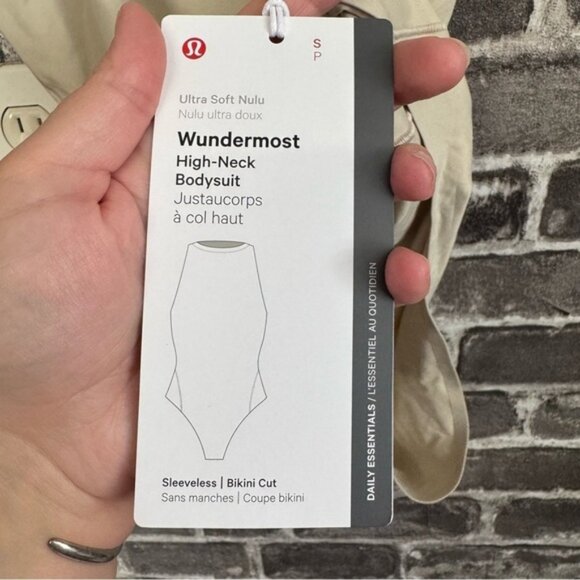 S
P
Ultra Soft Nulu
Nulu ultra doux
Wundermost
High-Neck
Bodysuit
Justaucorps
à col haut
Sleeveless | Bikini Cut
Sans manches | Coupe bikini
DAILY ESSENTIALS / L'ESSENTIEL AU QUOTIDIEN